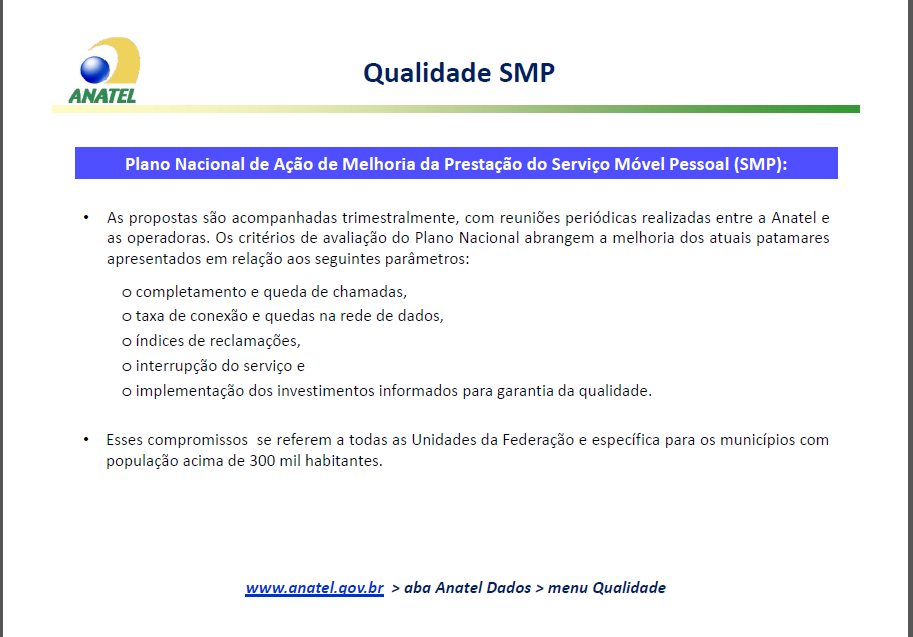 ANATEL
Qualidade SMP
Plano Nacional de Ação de Melhoria da Prestação do Serviço Móvel Pessoal (SMP):
• As propostas são acompanhadas trimestralmente, com reuniões periódicas realizadas entre a Anatel e
as operadoras. Os critérios de avaliação do Plano Nacional abrangem a melhoria dos atuais patamares
apresentados em relação aos seguintes parâmetros:
o completamento e queda de chamadas,
o taxa de conexão e quedas na rede de dados,
o índices de reclamações,
o interrupção do serviço e
o implementação dos investimentos informados para garantia da qualidade.
• Esses compromissos  se referem a todas as Unidades da Federação e específica para os municípios com
população acima de 300 mil habitantes.
www.anatel.gov.br > aba Anatel Dados > menu Qualidade